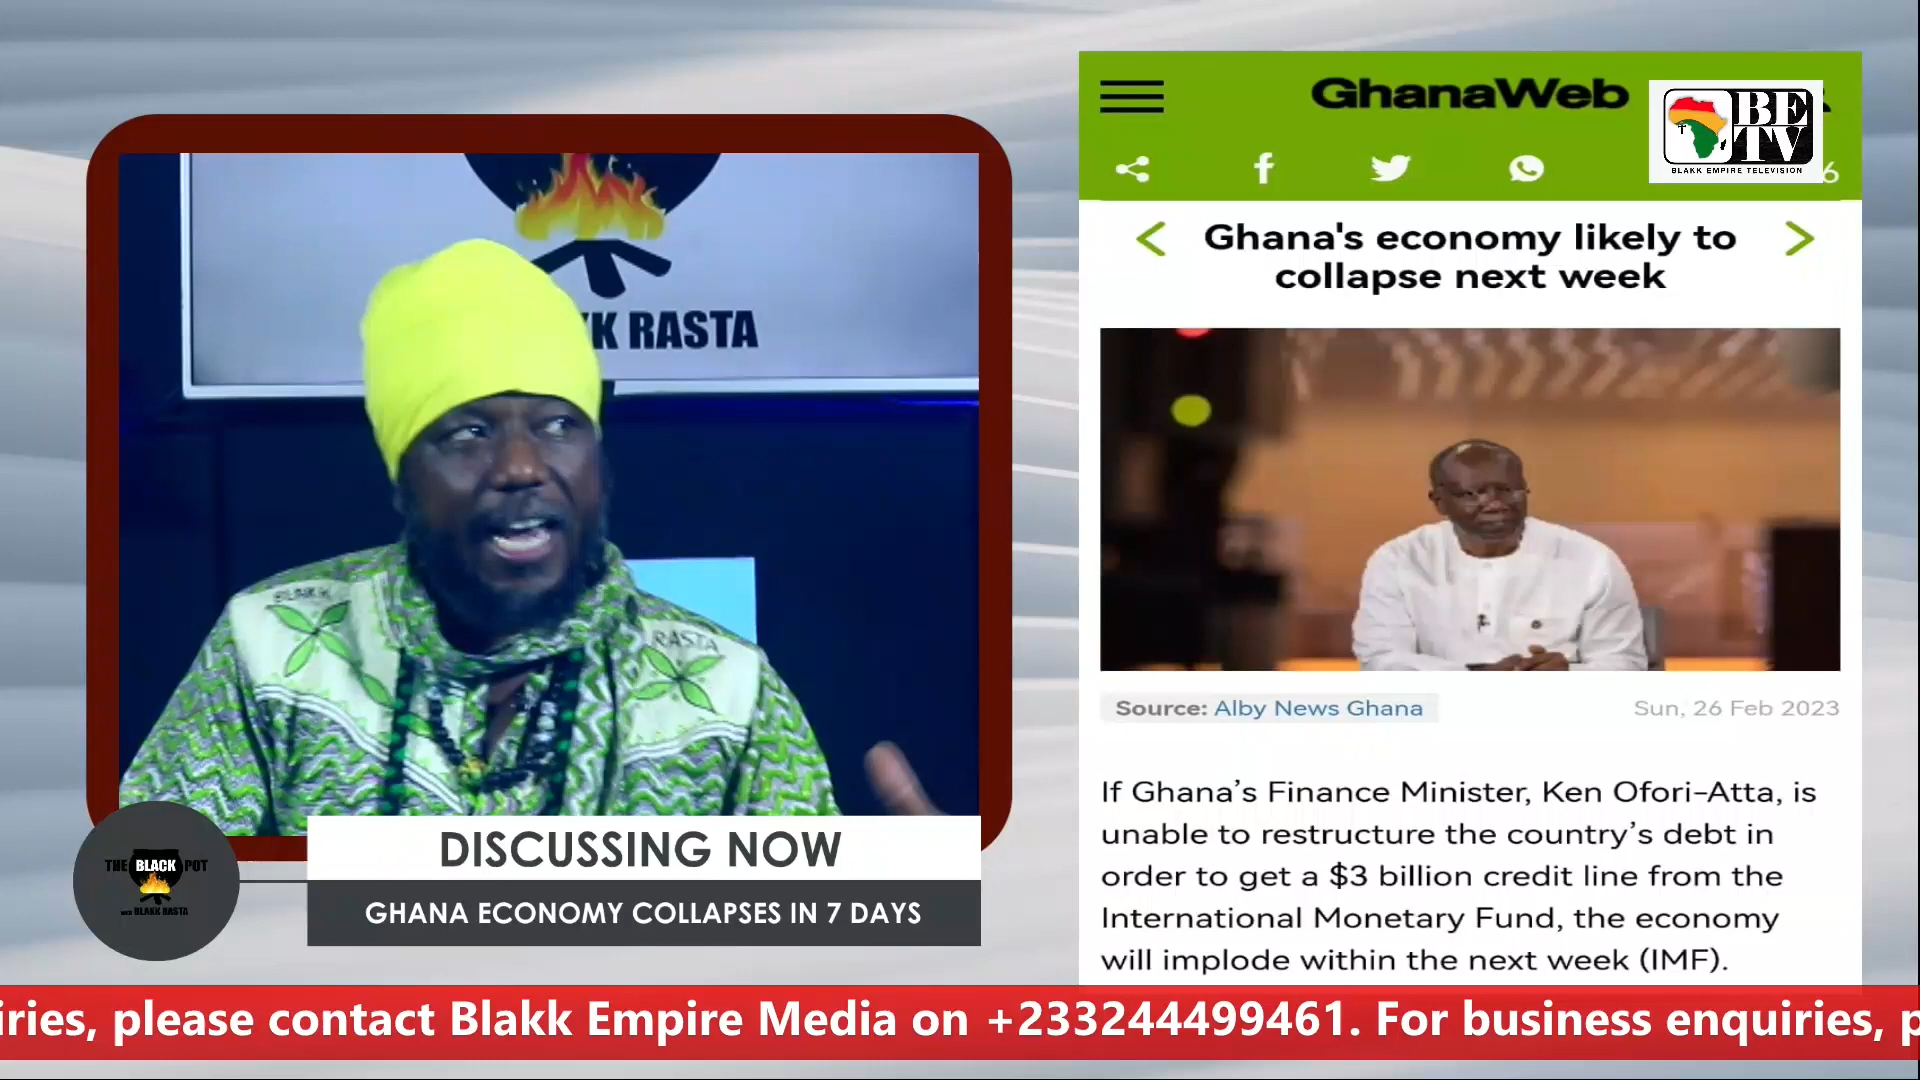 K RASTA
BLAKK
RASTA
THE BLACK POT
WITH BLAKK RASTA
DISCUSSING NOW
GHANA ECONOMY COLLAPSES IN 7 DAYS
GhanaWeb
BE
TV
BLAKK EMPIRE TELEVISION
6
Ghana's economy likely to
collapse next week
Source: Alby News Ghana
Sun, 26 Feb 2023
If Ghana’s Finance Minister, Ken Ofori-Atta, is
unable to restructure the country’s debt in
order to get a $3 billion credit line from the
International Monetary Fund, the economy
will implode within the next week (IMF).
iries, please contact Blakk Empire Media on +233244499461. For business enquiries, p